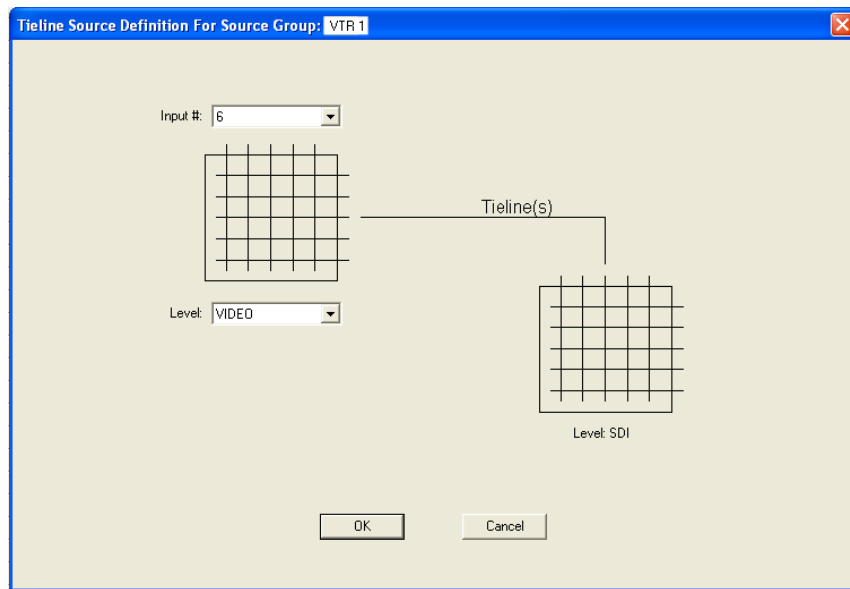 Tieline Source Definition For Source Group: VTR 1
Input #: 6
Tieline(s)
Level: VIDEO
Level: SDI
OK
Cancel